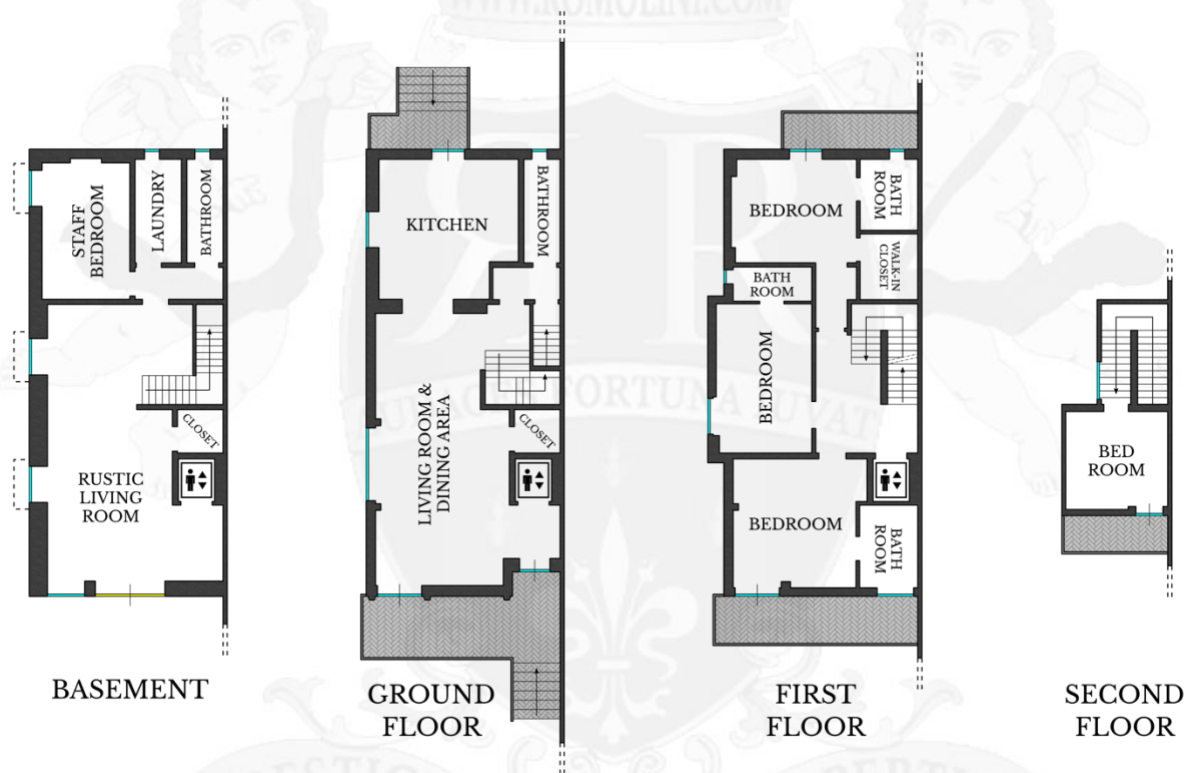 WWW.ROMOLINI.COM
STAFF
BEDROOM
LAUNDRY
BATHROOM
CLOSET
RUSTIC
LIVING
ROOM
BASEMENT
KITCHEN
BATHROOM
LIVING ROOM &
DINING AREA
CLOSET
GROUND
FLOOR
BEDROOM
BATH
ROOM
WALK-IN
CLOSET
BATH
ROOM
BEDROOM
BEDROOM
BATH
ROOM
FIRST
FLOOR
BED
ROOM
SECOND
FLOOR